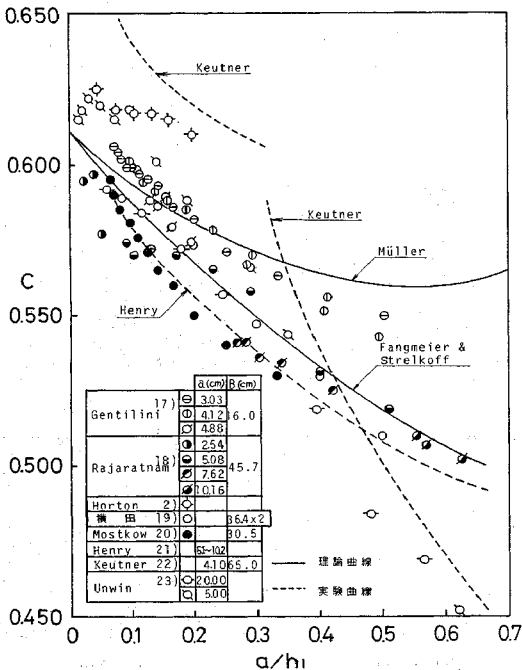 0.650
Keutner
0.600
Keutner
Müller
C
0.550
Henry
Fangmeier &
Strelkoff
a (cm) B (cm)
Gentilini 17) 3.03
4.12 16.0
4.88
Rajaratnam 18) 2.54
5.08 45.7
7.62
10.16
Horton 2)
横田 19) 36.4×2
Mostkow 20) 30.5
Henry 21) 5.1~10.2
Keutner 22) 4.10 65.0
Unwin 23) 20.00
5.00
0.500
理論曲線
実験曲線
0.450
0 0.1 0.2 0.3 0.4 0.5 0.6 0.7
a/h₁